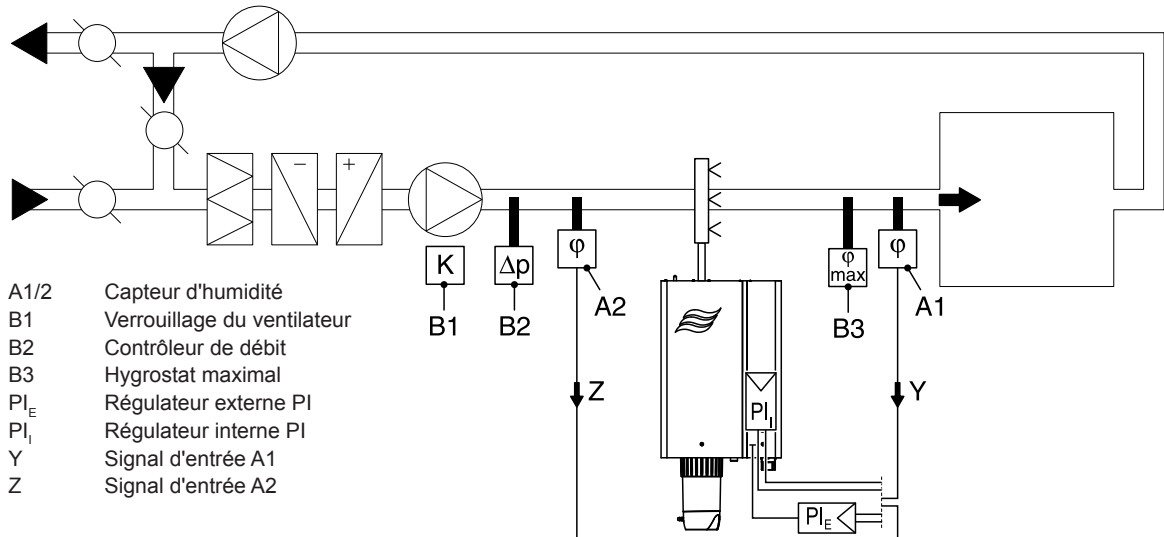 − +
K Δp φ φ max φ
B1 B2 A2 B3 A1
A1/2 Capteur d'humidité
B1 Verrouillage du ventilateur
B2 Contrôleur de débit
B3 Hygrostat maximal
PIE Régulateur externe PI
PII Régulateur interne PI
Y Signal d'entrée A1
Z Signal d'entrée A2
Z
Y
PII
PIE